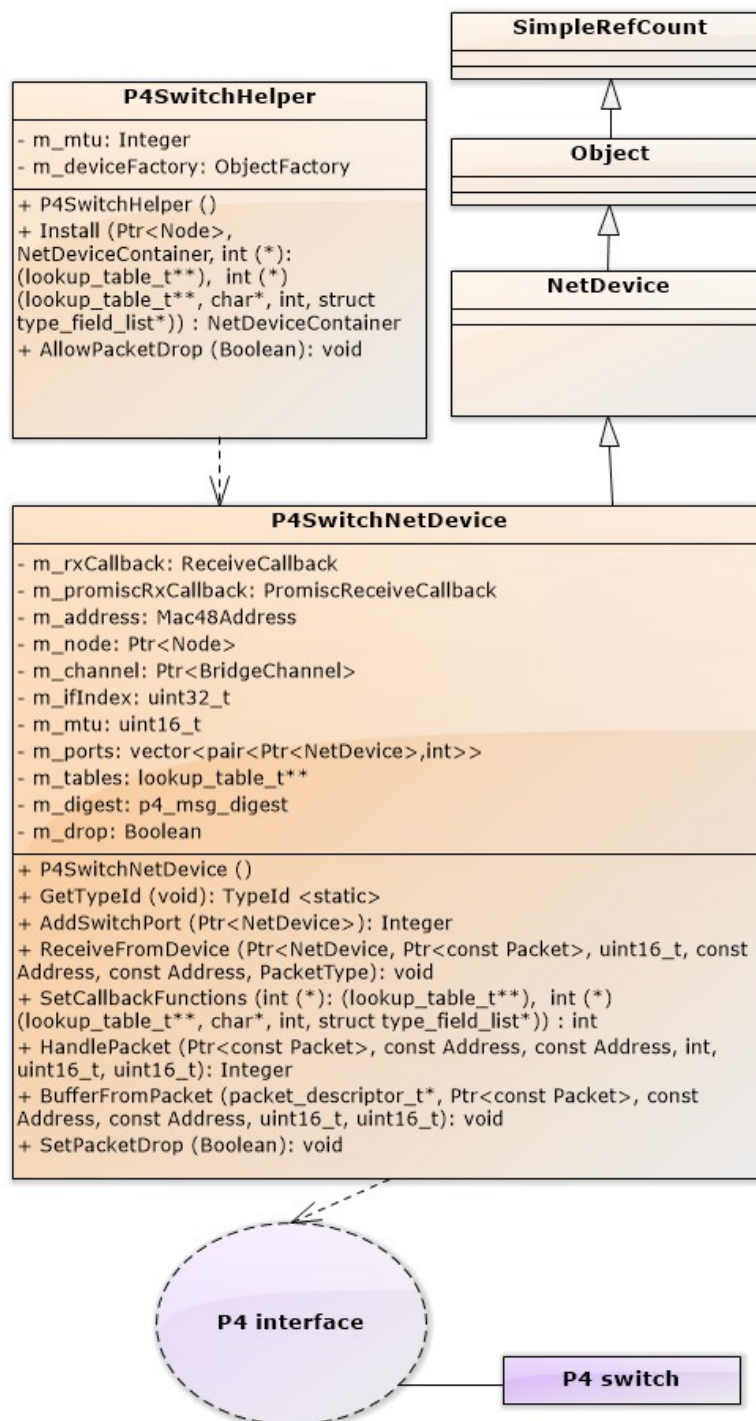 SimpleRefCount
P4SwitchHelper
- m_mtu: Integer
- m_deviceFactory: ObjectFactory
+ P4SwitchHelper ()
+ Install (Ptr<Node>,
NetDeviceContainer, int (*):
(lookup_table_t**),  int (*)
(lookup_table_t**, char*, int, struct
type_field_list*)) : NetDeviceContainer
+ AllowPacketDrop (Boolean): void
Object
NetDevice
P4SwitchNetDevice
- m_rxCallback: ReceiveCallback
- m_promiscRxCallback: PromiscReceiveCallback
- m_address: Mac48Address
- m_node: Ptr<Node>
- m_channel: Ptr<BridgeChannel>
- m_ifIndex: uint32_t
- m_mtu: uint16_t
- m_ports: vector<pair<Ptr<NetDevice>,int>>
- m_tables: lookup_table_t**
- m_digest: p4_msg_digest
- m_drop: Boolean
+ P4SwitchNetDevice ()
+ GetTypeId (void): TypeId <static>
+ AddSwitchPort (Ptr<NetDevice>): Integer
+ ReceiveFromDevice (Ptr<NetDevice, Ptr<const Packet>, uint16_t, const
Address, const Address, PacketType): void
+ SetCallbackFunctions (int (*): (lookup_table_t**),  int (*)
(lookup_table_t**, char*, int, struct type_field_list*)) : int
+ HandlePacket (Ptr<const Packet>, const Address, const Address, int,
uint16_t, uint16_t): Integer
+ BufferFromPacket (packet_descriptor_t*, Ptr<const Packet>, const
Address, const Address, uint16_t, uint16_t): void
+ SetPacketDrop (Boolean): void
P4 interface
P4 switch